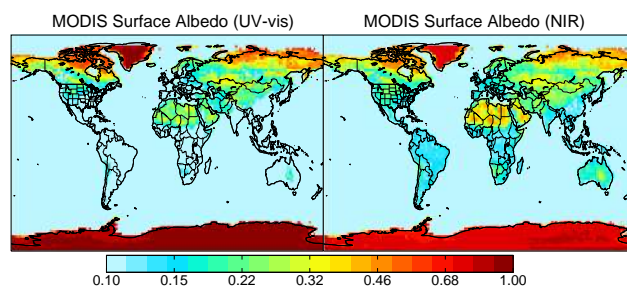 MODIS Surface Albedo (UV-vis) MODIS Surface Albedo (NIR)
0.10 0.15 0.22 0.32 0.46 0.68 1.00